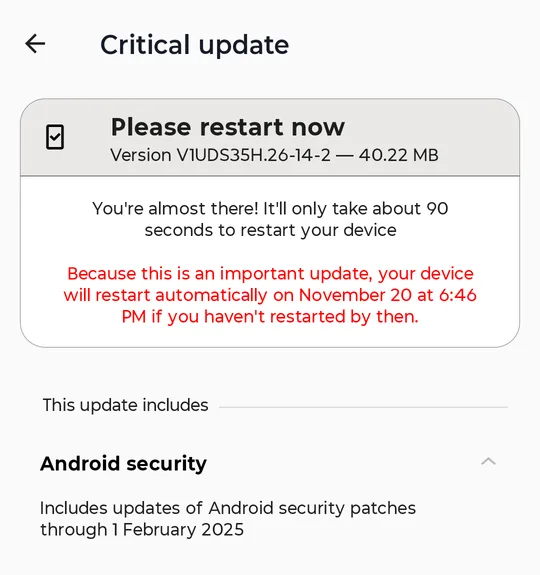 Critical update
Please restart now
Version V1UDS35H.26-14-2 — 40.22 MB
You're almost there! It'll only take about 90
seconds to restart your device
Because this is an important update, your device
will restart automatically on November 20 at 6:46
PM if you haven't restarted by then.
This update includes
Android security
Includes updates of Android security patches
through 1 February 2025